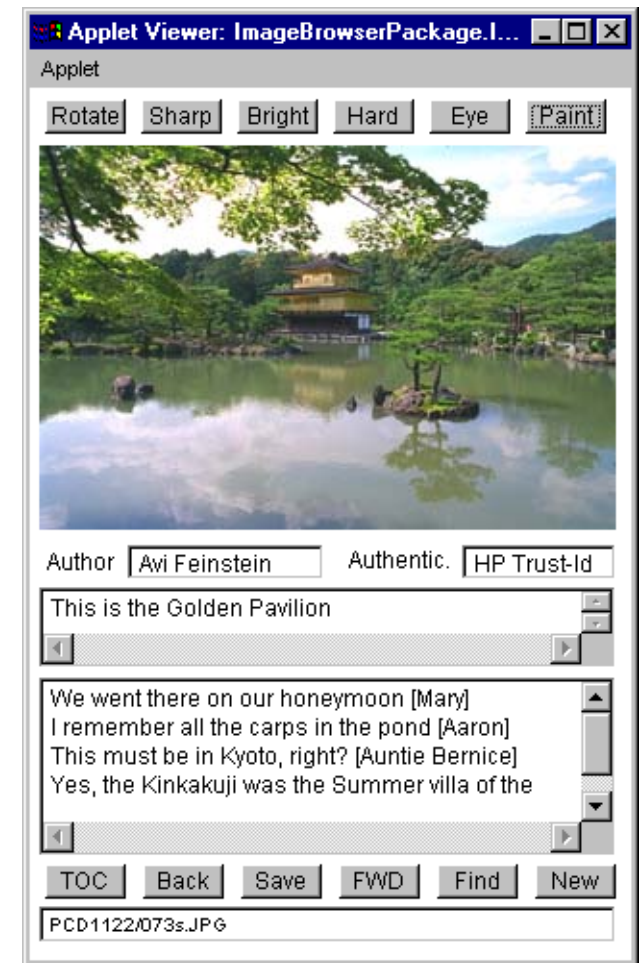 Applet Viewer: ImageBrowserPackage.I...
Applet
Rotate Sharp Bright Hard Eye Paint
Author Avi Feinstein Authentic. HP Trust-Id
This is the Golden Pavilion
We went there on our honeymoon [Mary]
I remember all the carps in the pond [Aaron]
This must be in Kyoto, right? [Auntie Bernice]
Yes, the Kinkakuji was the Summer villa of the
TOC Back Save FWD Find New
PCD1122/073s.JPG